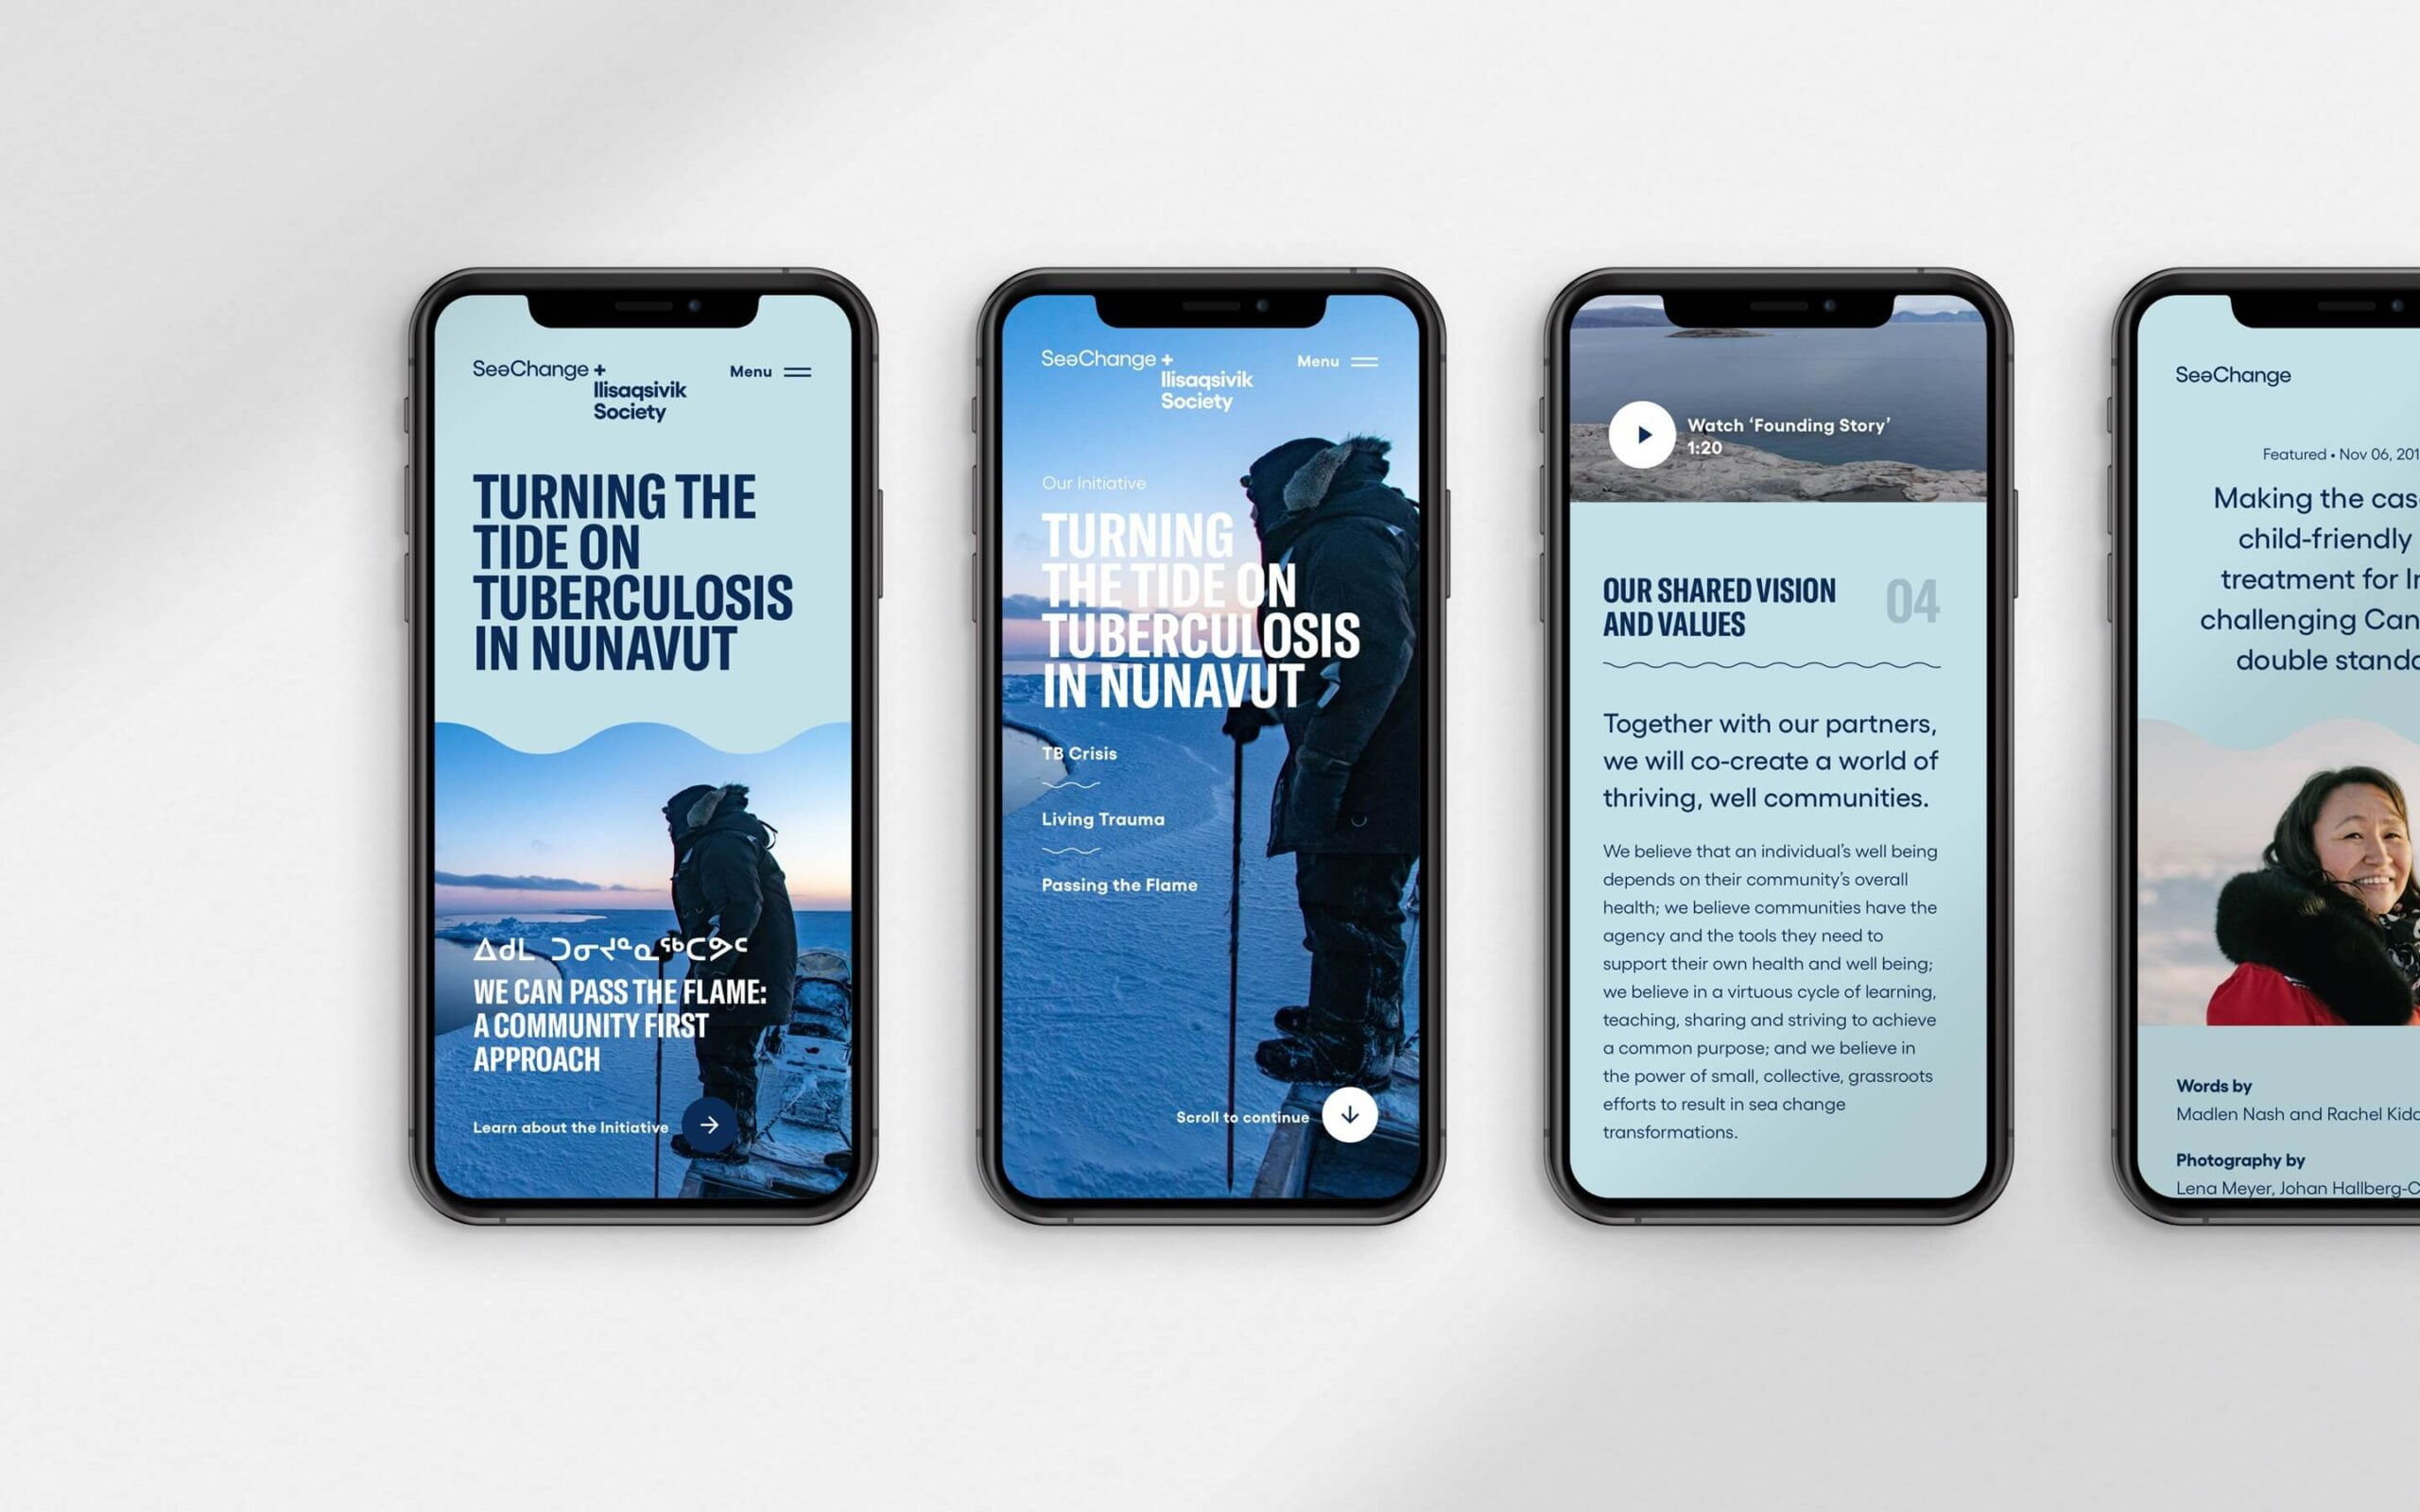 SeəChange +
Ilisaqsivik
Society
Menu
TURNING THE
TIDE ON
TUBERCULOSIS
IN NUNAVUT
ᐃᑯᒪ ᑐᓂᔪᓐᓇᖅᑕᕗᑦ
WE CAN PASS THE FLAME:
A COMMUNITY FIRST
APPROACH
Learn about the Initiative
SeəChange +
Ilisaqsivik
Society
Menu
Our Initiative
TURNING
THE TIDE ON
TUBERCULOSIS
IN NUNAVUT
TB Crisis
Living Trauma
Passing the Flame
Scroll to continue
Watch ‘Founding Story’
1:20
OUR SHARED VISION
AND VALUES
04
Together with our partners,
we will co-create a world of
thriving, well communities.
We believe that an individual’s well being
depends on their community’s overall
health; we believe communities have the
agency and the tools they need to
support their own health and well being;
we believe in a virtuous cycle of learning,
teaching, sharing and striving to achieve
a common purpose; and we believe in
the power of small, collective, grassroots
efforts to result in sea change
transformations.
SeəChange
Featured • Nov 06, 201
Making the cas
child-friendly
treatment for
challenging Can
double stand
Words by
Madlen Nash and Rachel Kidd
Photography by
Lena Meyer, Johan Hallberg-C